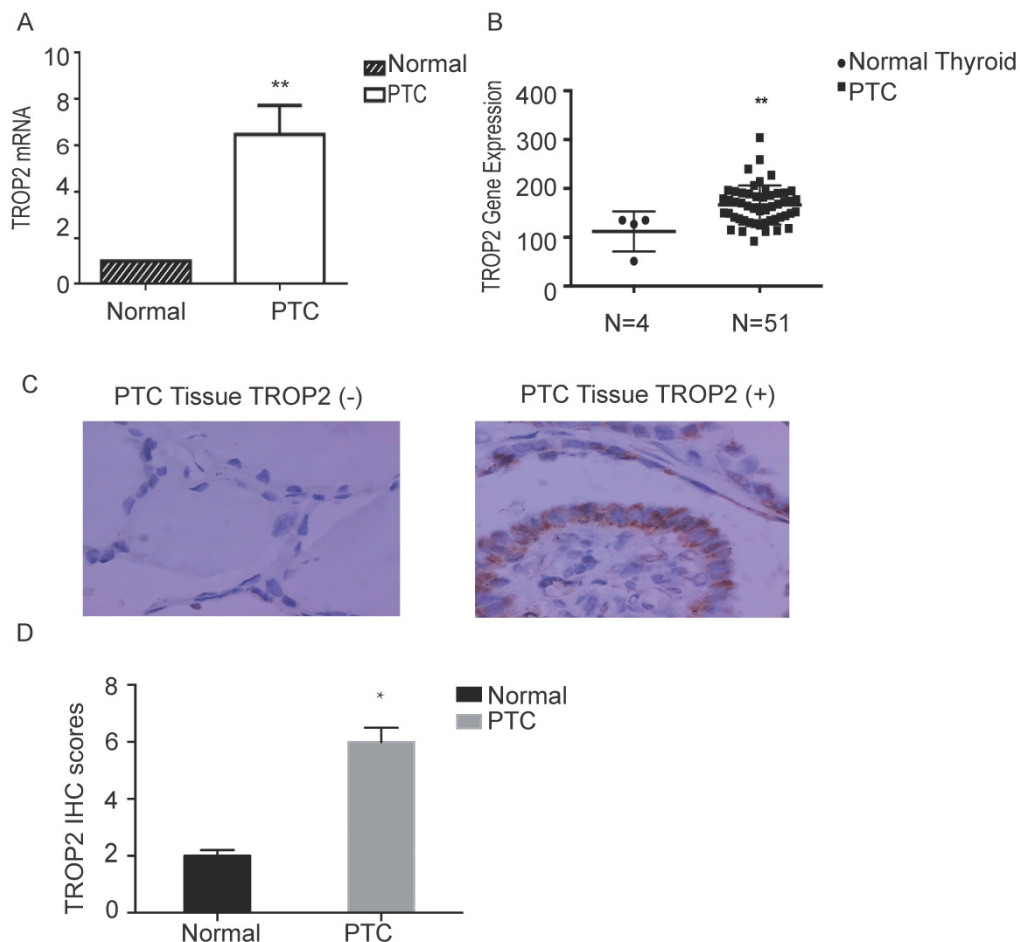 A
TROP2 mRNA
10
8
6
4
2
0
**
Normal
PTC
Normal
PTC
B
TROP2 Gene Expression
400
300
200
100
0
**
N=4
N=51
Normal Thyroid
PTC
C
PTC Tissue TROP2 (-)
PTC Tissue TROP2 (+)
D
TROP2 IHC scores
8
6
4
2
0
*
Normal
PTC
Normal
PTC